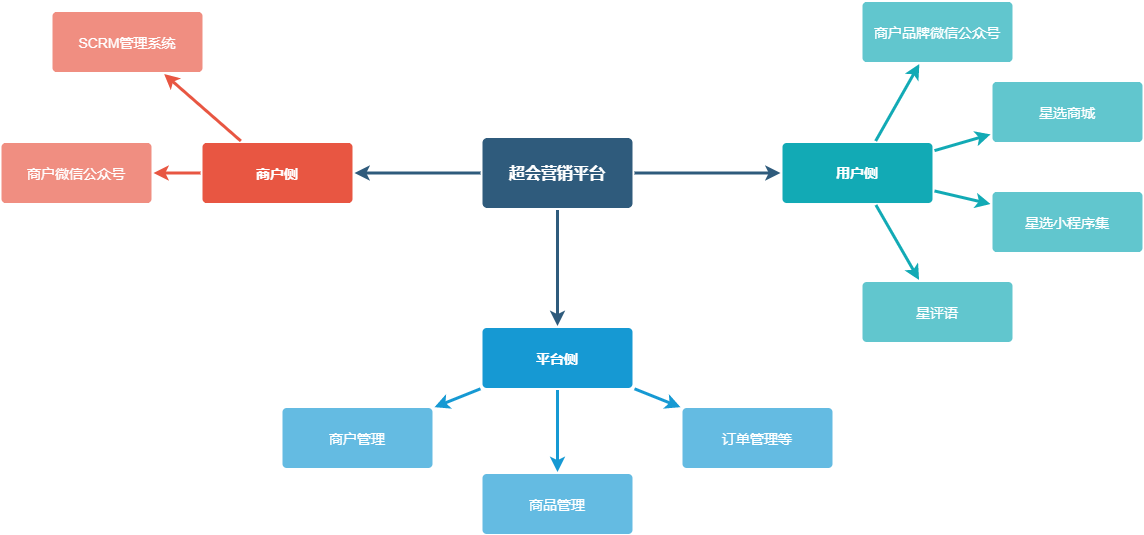 商户品牌微信公众号
SCRM管理系统
星选商城
商户微信公众号
商户侧
超会营销平台
用户侧
星选小程序集
星评语
平台侧
商户管理
订单管理等
商品管理